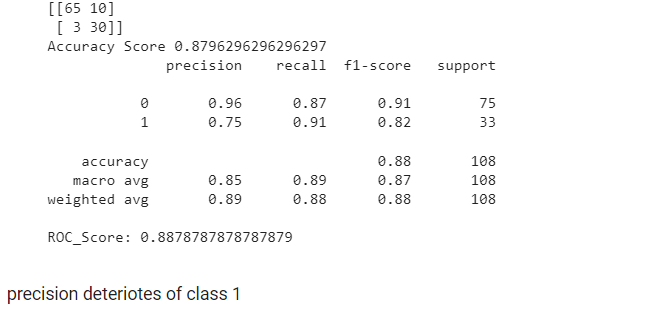 [[65 10]
[ 3 30]]
Accuracy Score 0.8796296296296297
precision recall f1-score support
0 0.96 0.87 0.91 75
1 0.75 0.91 0.82 33
accuracy 0.88 108
macro avg 0.85 0.89 0.87 108
weighted avg 0.89 0.88 0.88 108
ROC_Score: 0.8878787878787879
precision deteriotes of class 1